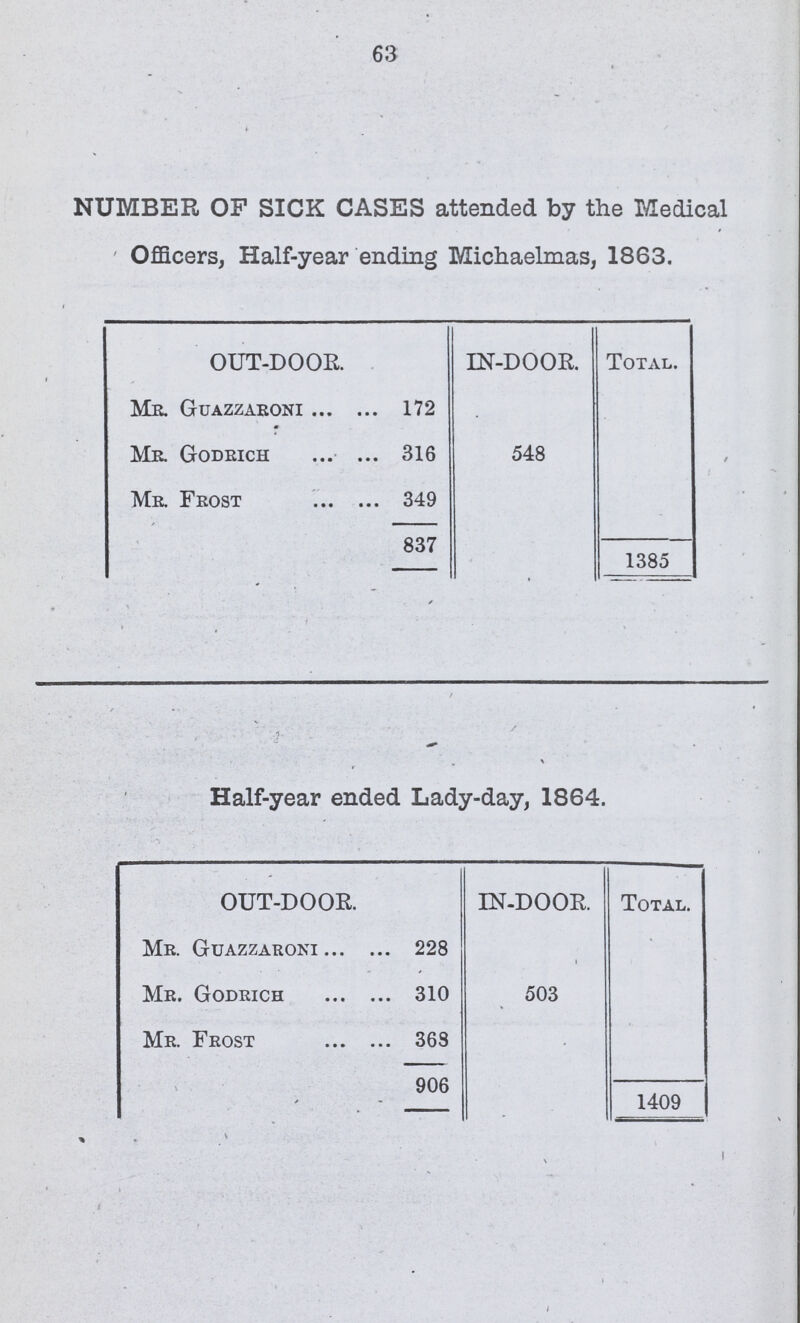 63
NUMBER OF SICK CASES attended by the Medical
Officers, Half-year ending Michaelmas, 1863.
OUT-DOOR. IN-DOOR. TOTAL.
MR. GUAZZARONI ... ... 172
MR. GODRICH ... ... 316 548
MR. FROST ... ... 349
837
1385
Half-year ended Lady-day, 1864.
OUT-DOOR. IN-DOOR. TOTAL.
MR. GUAZZARONI ... ... 228
MR. GODRICH ... ... 310 503
MR. FROST ... ... 368
906
1409